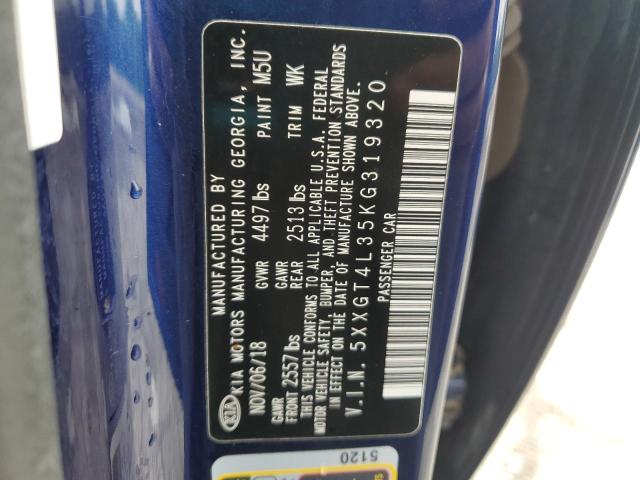 MANUFACTURED BY
KIA KIA MOTORS MANUFACTURING GEORGIA, INC.
NOV/06/18 GVWR 4497 lbs PAINT M5U
GAWR FRONT 2557 lbs GAWR REAR 2513 lbs TRIM WK
THIS VEHICLE CONFORMS TO ALL APPLICABLE U.S.A. FEDERAL
MOTOR VEHICLE SAFETY, BUMPER, AND THEFT PREVENTION STANDARDS
IN EFFECT ON THE DATE OF MANUFACTURE SHOWN ABOVE.
V.I.N. 5XXGT4L35KG319320
PASSENGER CAR
5120